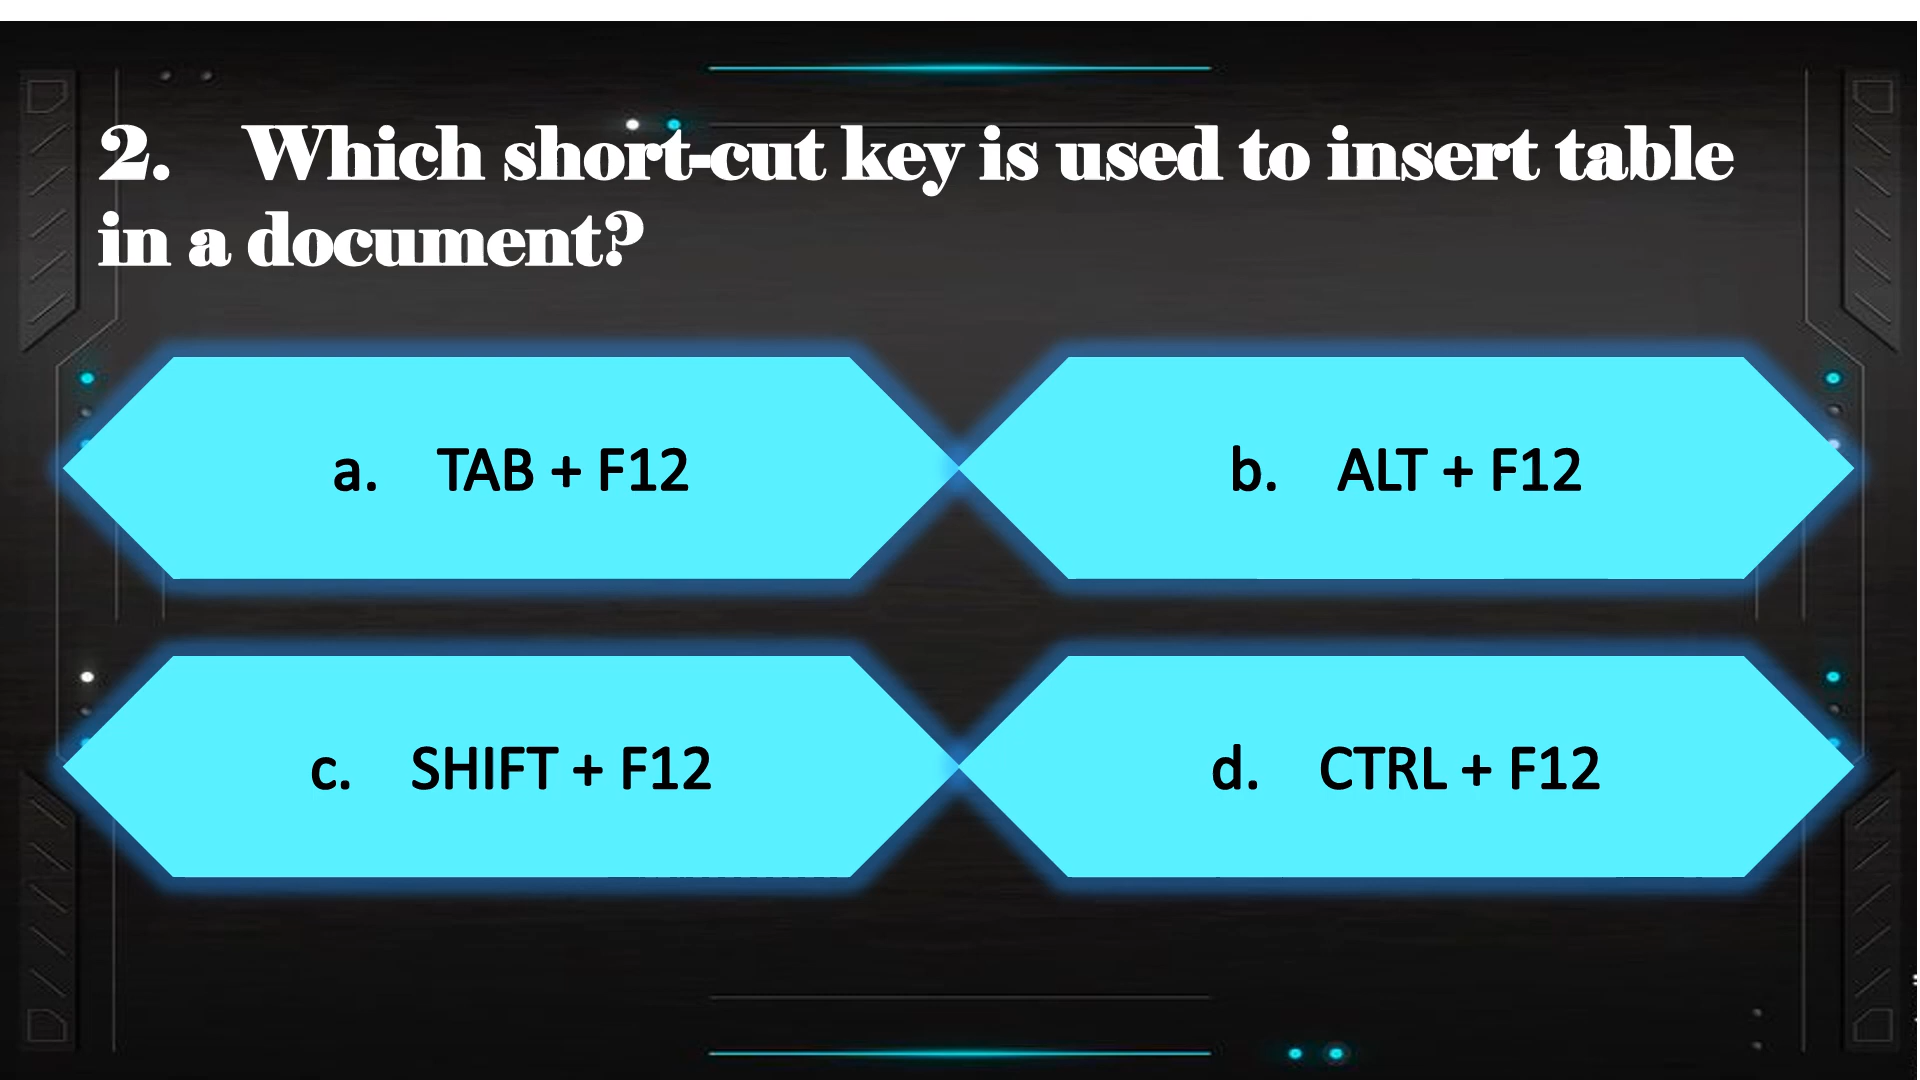 2. Which short-cut key is used to insert table
in a document?
a. TAB + F12
b. ALT + F12
c. SHIFT + F12
d. CTRL + F12